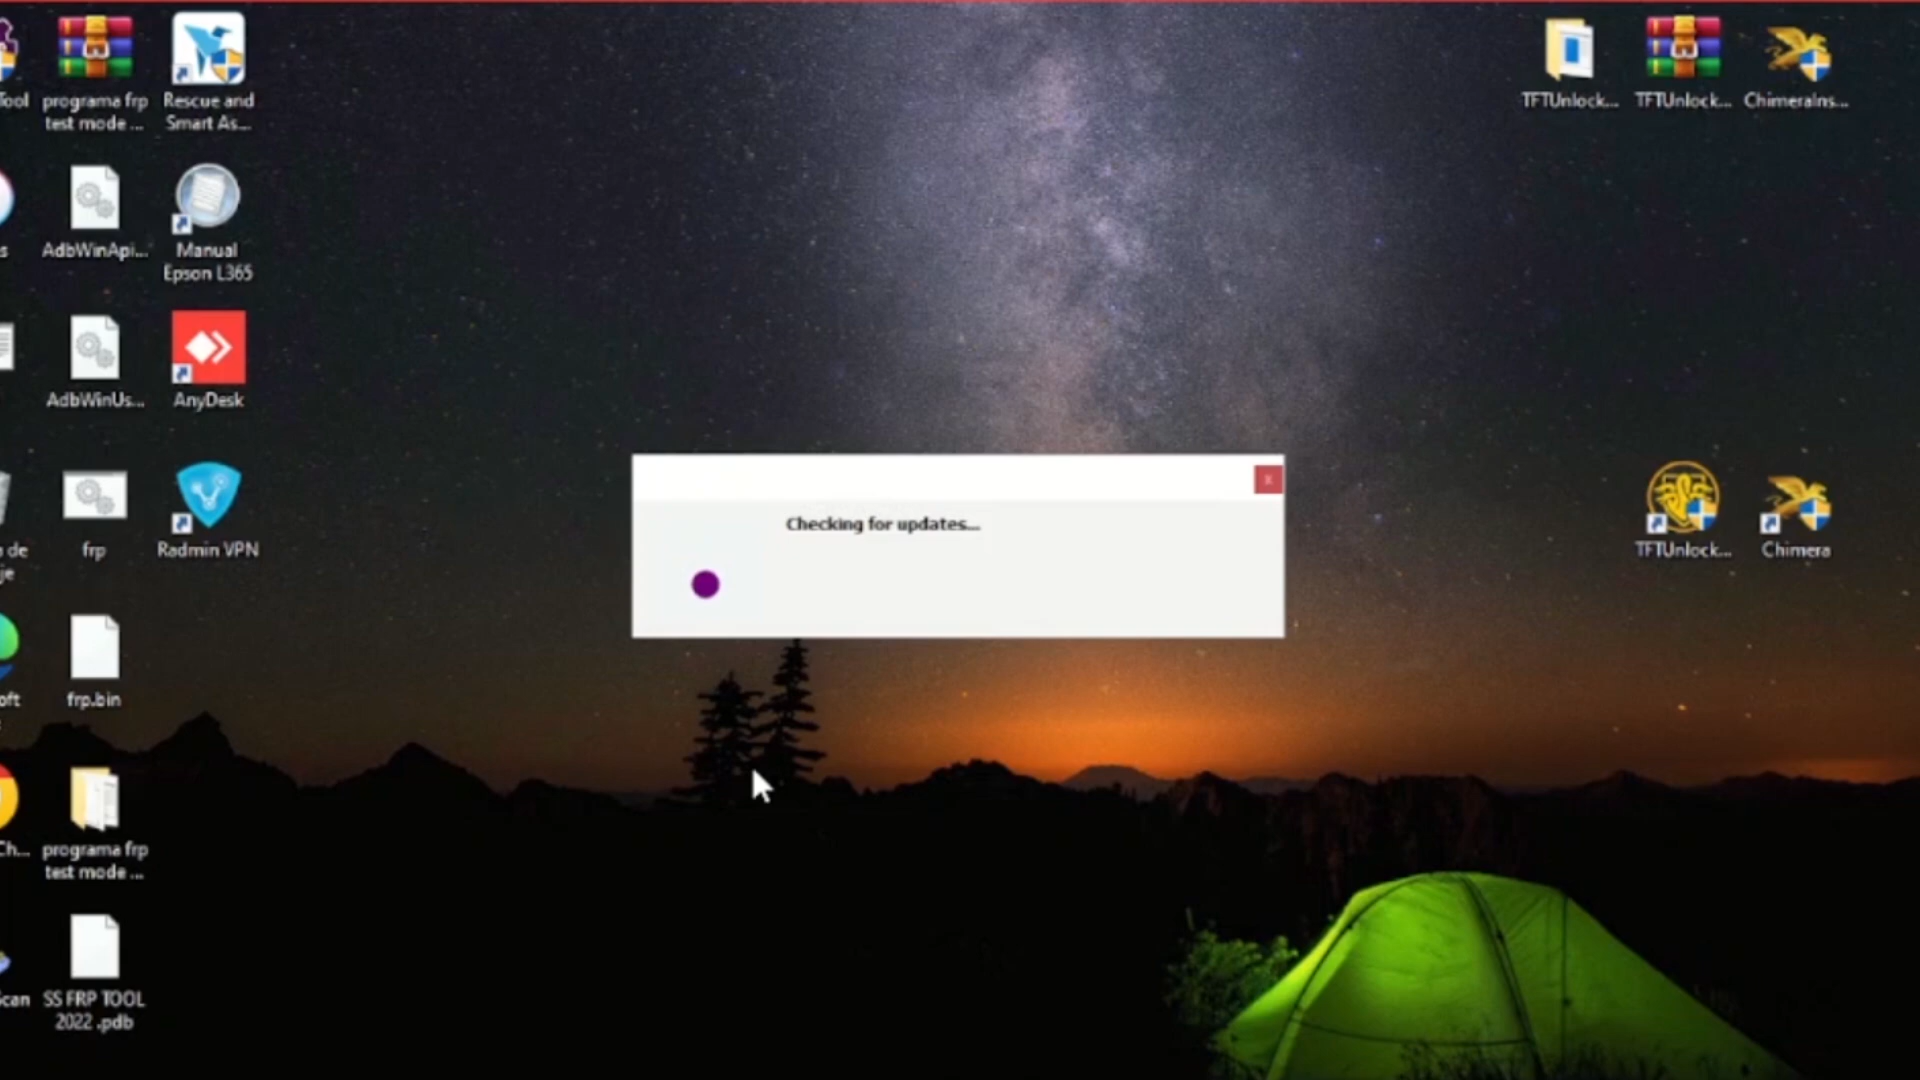 Tool
programa frp
test mode ...
Rescue and
Smart As...
TFTUnlock...
TFTUnlock...
ChimeraIns...
s
AdbWinApi...
Manual
Epson L365
AdbWinUs...
AnyDesk
de
je
frp
Radmin VPN
TFTUnlock...
Chimera
Checking for updates...
x
oft
frp.bin
Ch...
programa frp
test mode ...
Scan
SS FRP TOOL
2022 .pdb